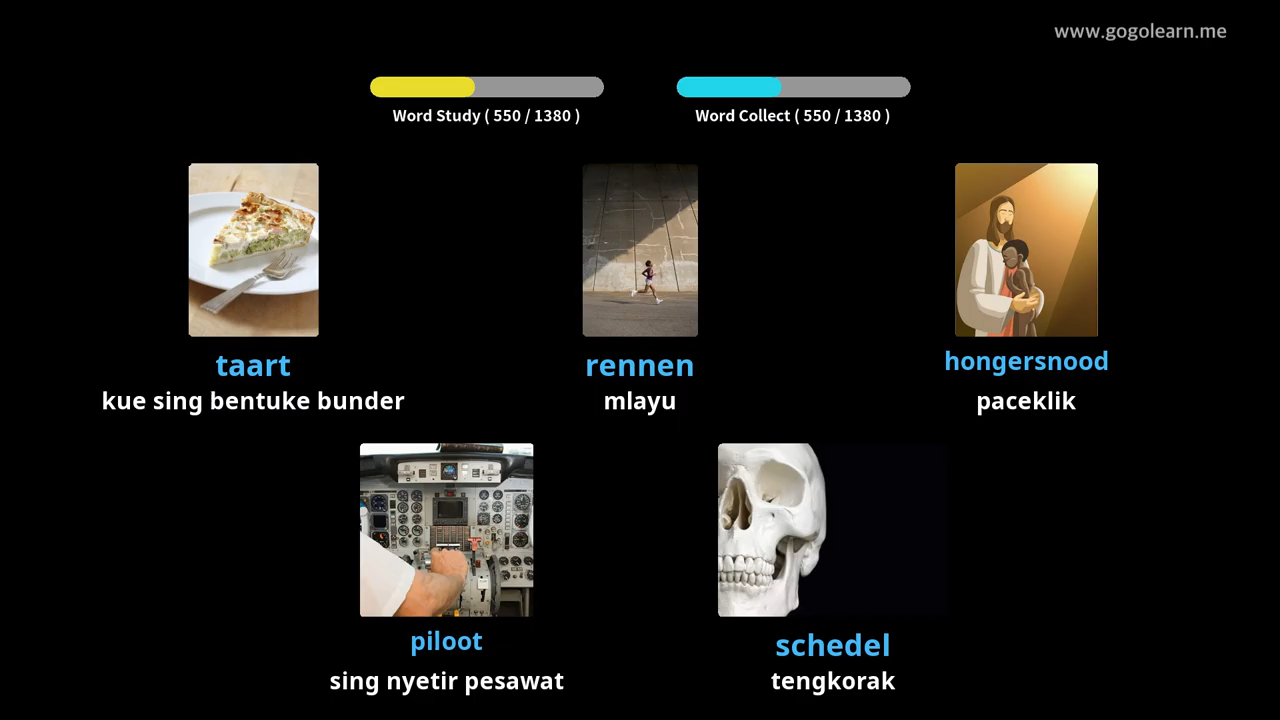 www.gogolearn.me
Word Study ( 550 / 1380 )
Word Collect ( 550 / 1380 )
taart
kue sing bentuke bunder
rennen
mlayu
hongersnood
paceklik
piloot
sing nyetir pesawat
schedel
tengkorak